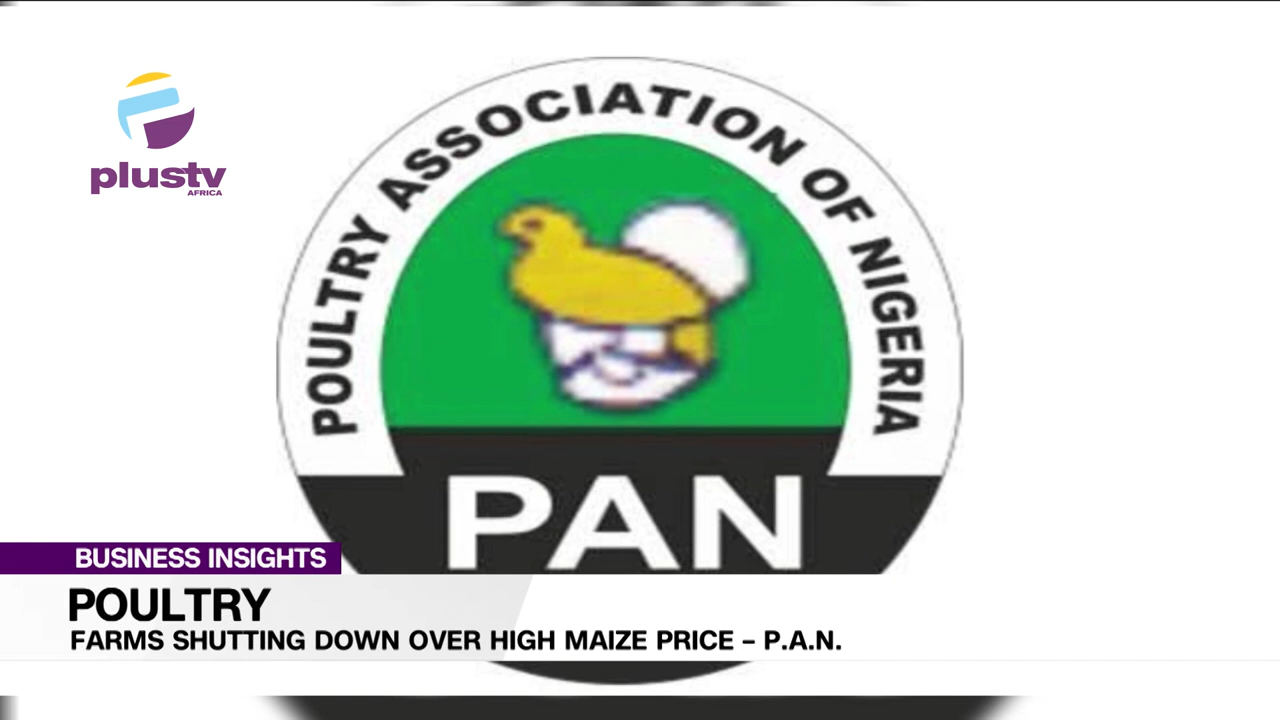 plustv
AFRICA
POULTRY ASSOCIATION OF NIGERIA
PAN
BUSINESS INSIGHTS
POULTRY
FARMS SHUTTING DOWN OVER HIGH MAIZE PRICE – P.A.N.